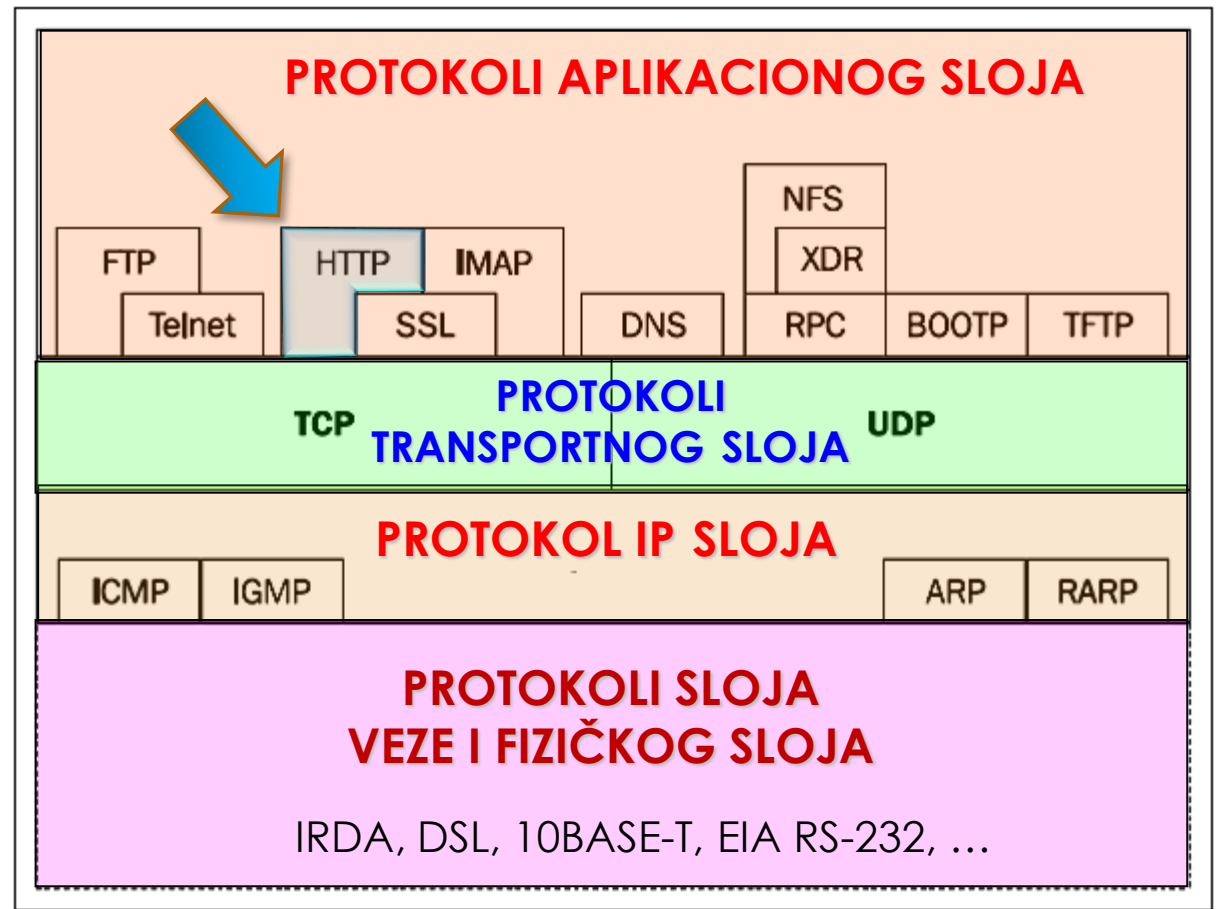 PROTOKOLI APLIKACIONOG SLOJA
NFS
FTP HTTP IMAP XDR
Telnet SSL DNS RPC BOOTP TFTP
PROTOKOLI
TCP UDP
TRANSPORTNOG SLOJA
PROTOKOL IP SLOJA
ICMP IGMP ARP RARP
PROTOKOLI SLOJA
VEZE I FIZIČKOG SLOJA
IRDA, DSL, 10BASE-T, EIA RS-232, …